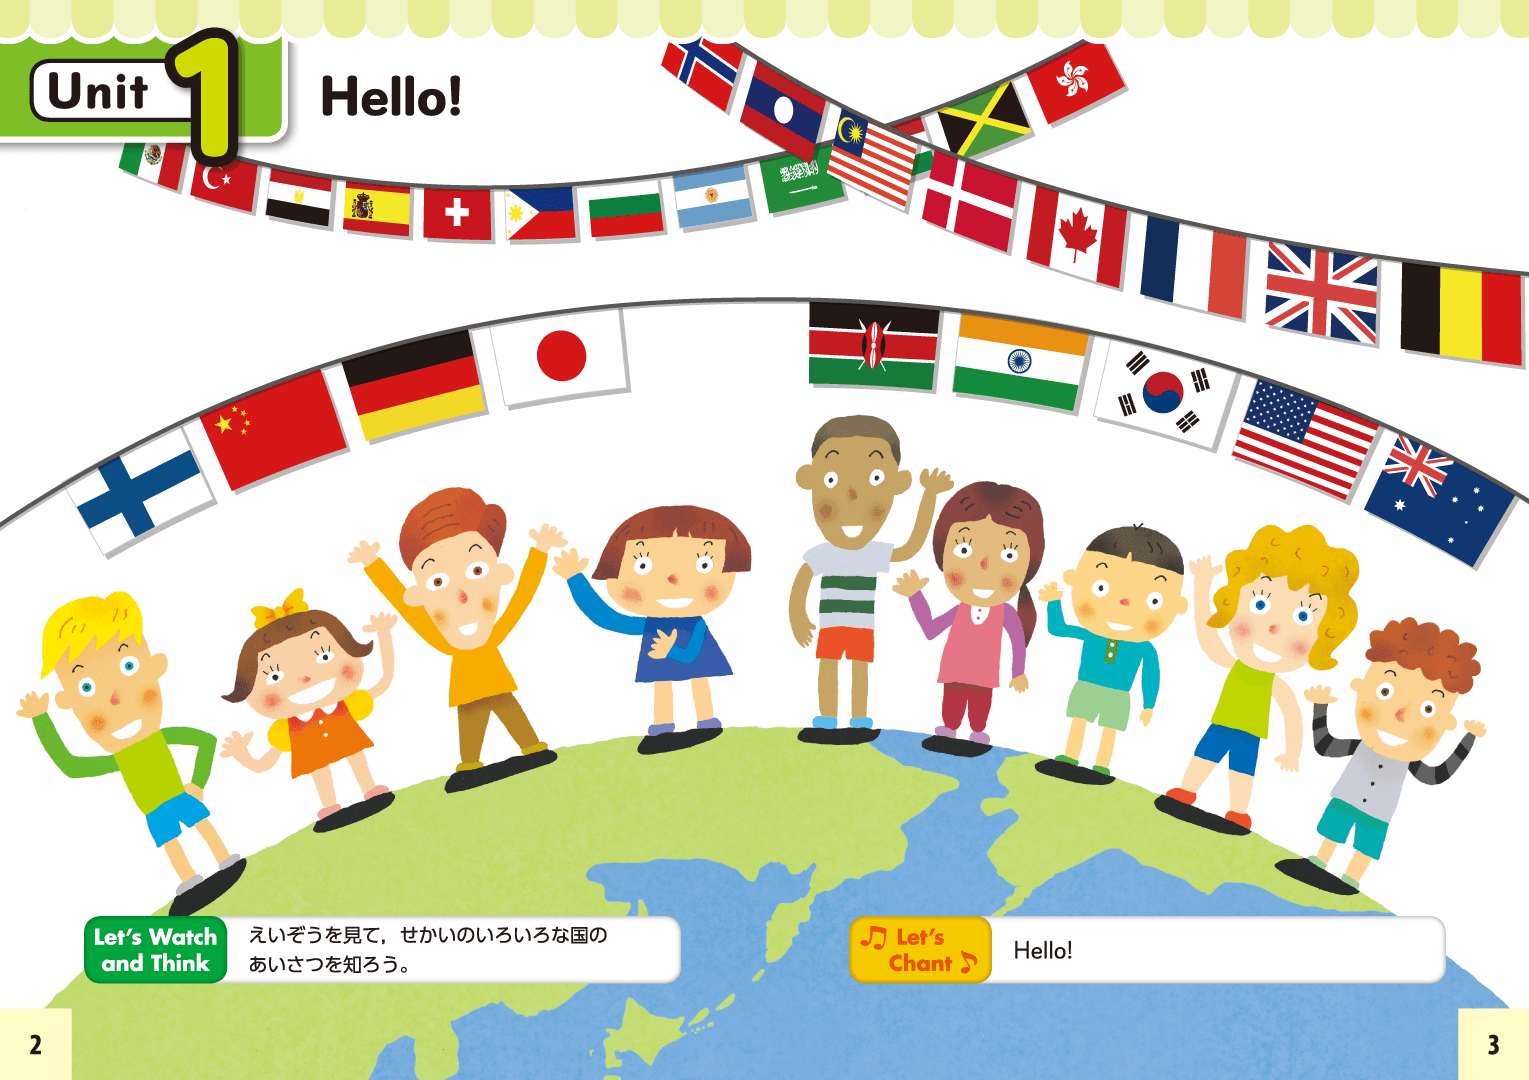 Unit 1
Hello!
Let's Watch
and Think
えいぞうを見て，せかいのいろいろな国の
あいさつを知ろう。
Let's
Chant
Hello!
2
3